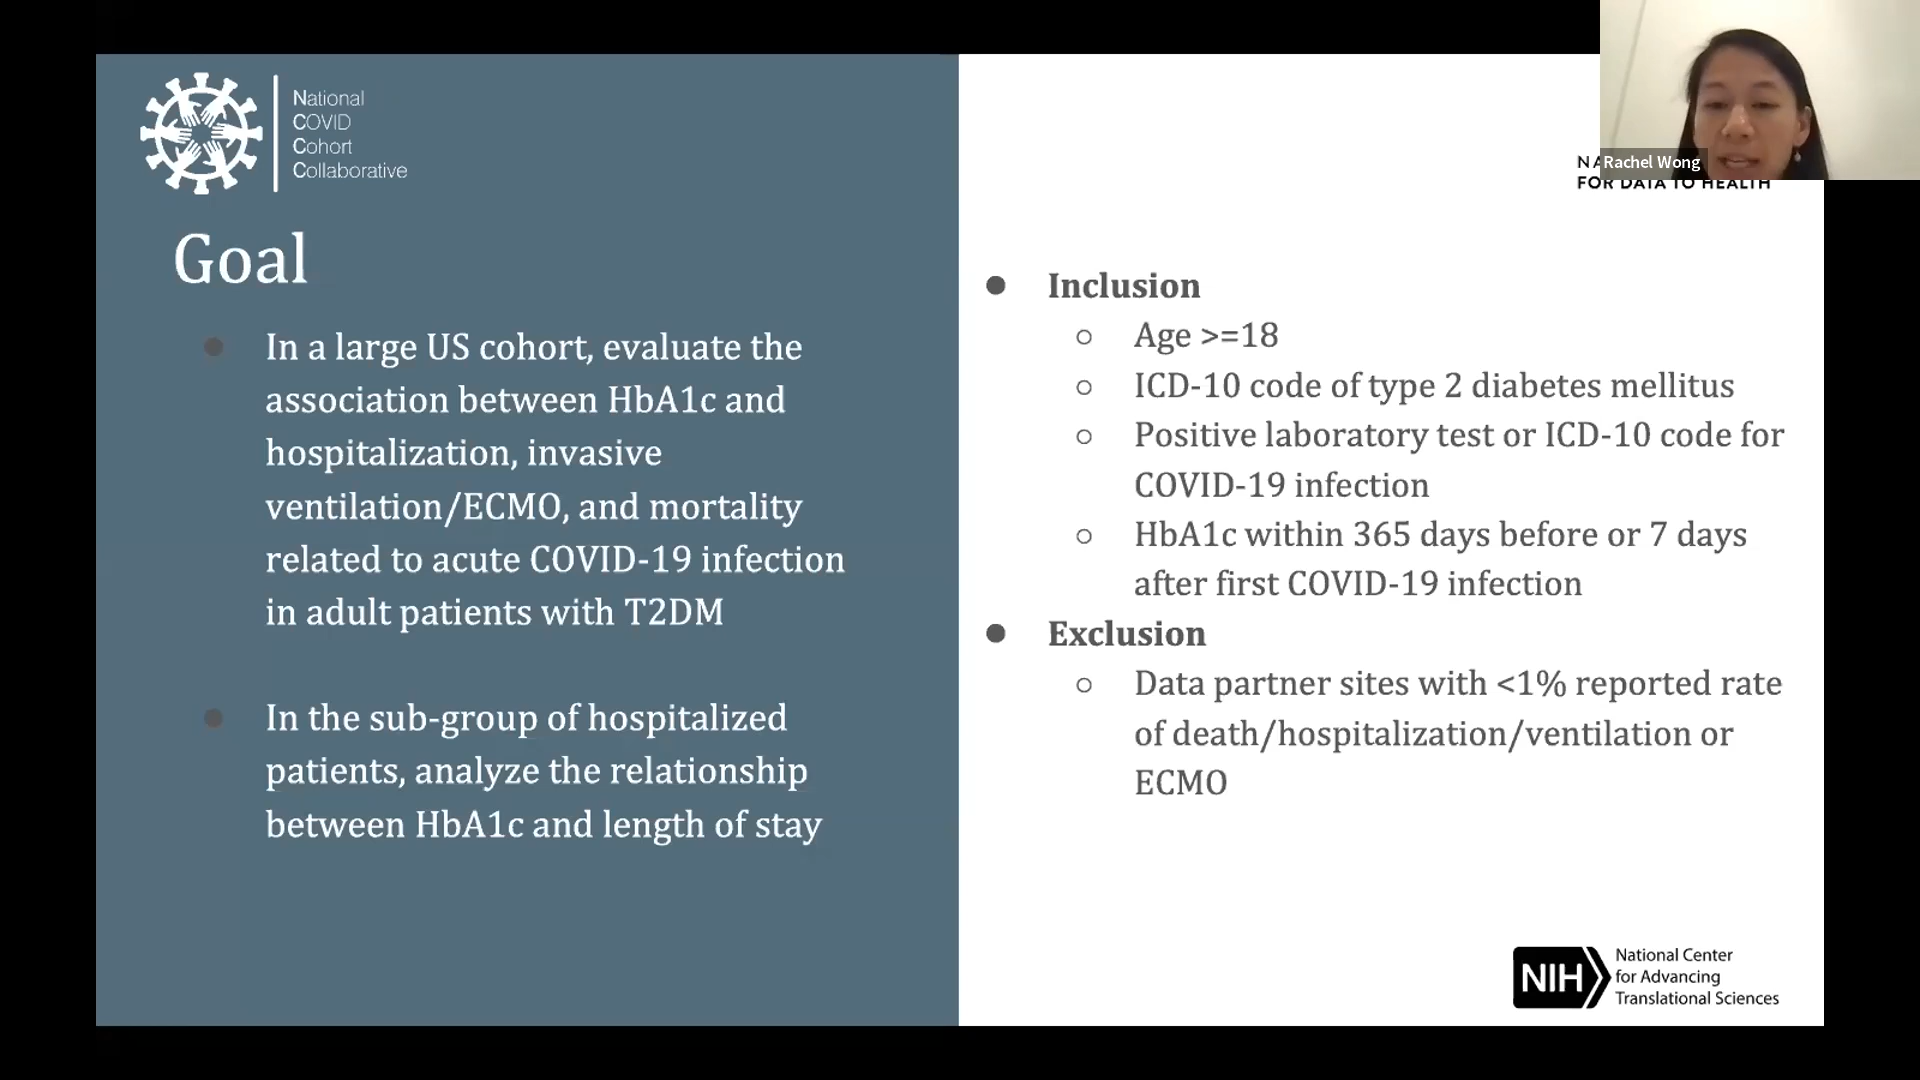 National
COVID
Cohort
Collaborative
Goal
In a large US cohort, evaluate the
association between HbA1c and
hospitalization, invasive
ventilation/ECMO, and mortality
related to acute COVID-19 infection
in adult patients with T2DM
In the sub-group of hospitalized
patients, analyze the relationship
between HbA1c and length of stay
Rachel Wong
FOR DATA TO HEALTH
Inclusion
Age >=18
ICD-10 code of type 2 diabetes mellitus
Positive laboratory test or ICD-10 code for
COVID-19 infection
HbA1c within 365 days before or 7 days
after first COVID-19 infection
Exclusion
Data partner sites with <1% reported rate
of death/hospitalization/ventilation or
ECMO
NIH
National Center
for Advancing
Translational Sciences